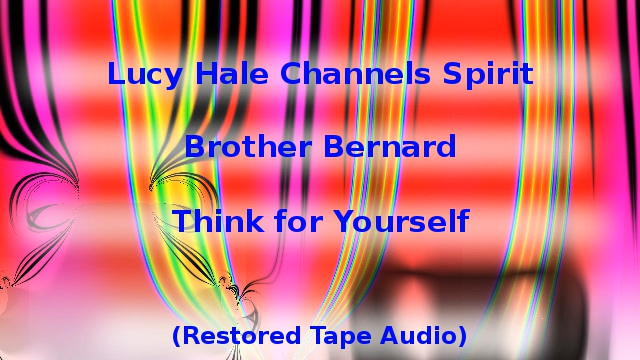 Lucy Hale Channels Spirit
Brother Bernard
Think for Yourself
(Restored Tape Audio)